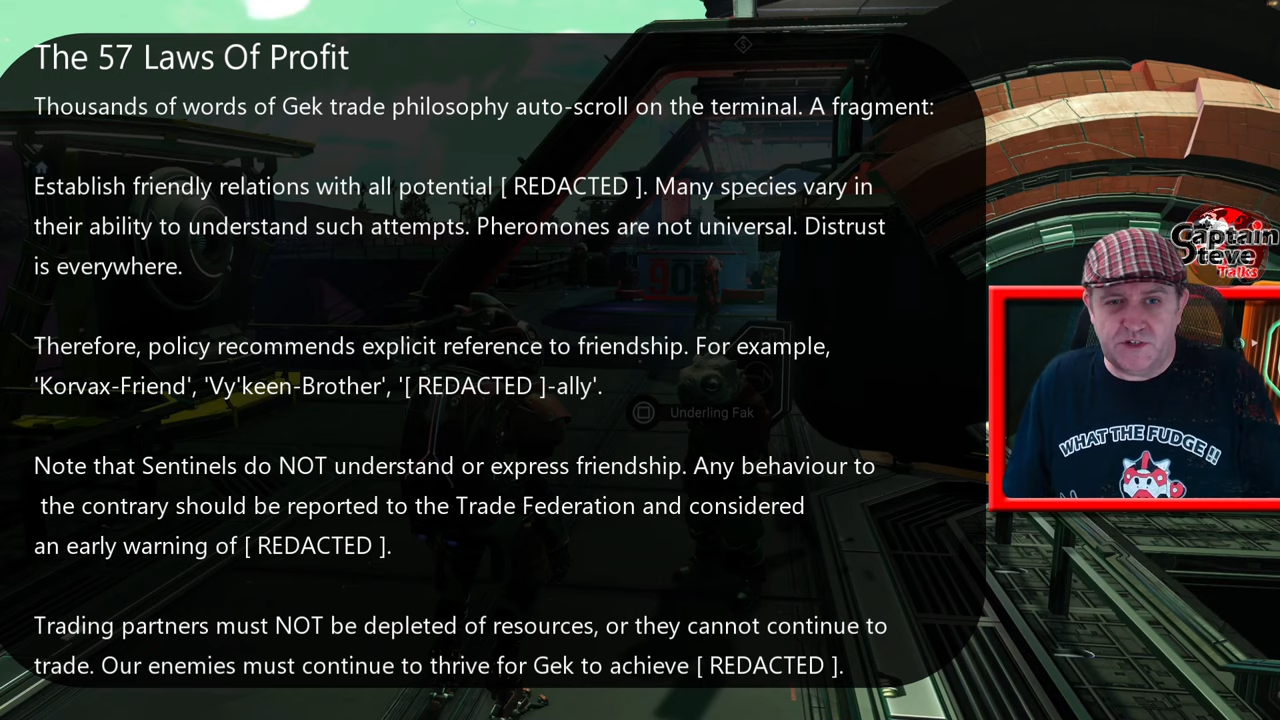 The 57 Laws Of Profit
Thousands of words of Gek trade philosophy auto-scroll on the terminal. A fragment:
Establish friendly relations with all potential [ REDACTED ]. Many species vary in
their ability to understand such attempts. Pheromones are not universal. Distrust
is everywhere.
Therefore, policy recommends explicit reference to friendship. For example,
'Korvax-Friend', 'Vy'keen-Brother', '[ REDACTED ]-ally'.
Note that Sentinels do NOT understand or express friendship. Any behaviour to
the contrary should be reported to the Trade Federation and considered
an early warning of [ REDACTED ].
Trading partners must NOT be depleted of resources, or they cannot continue to
trade. Our enemies must continue to thrive for Gek to achieve [ REDACTED ].
Underling Fak
905
Captain
Steve
Talks
WHAT THE FUDGE !!